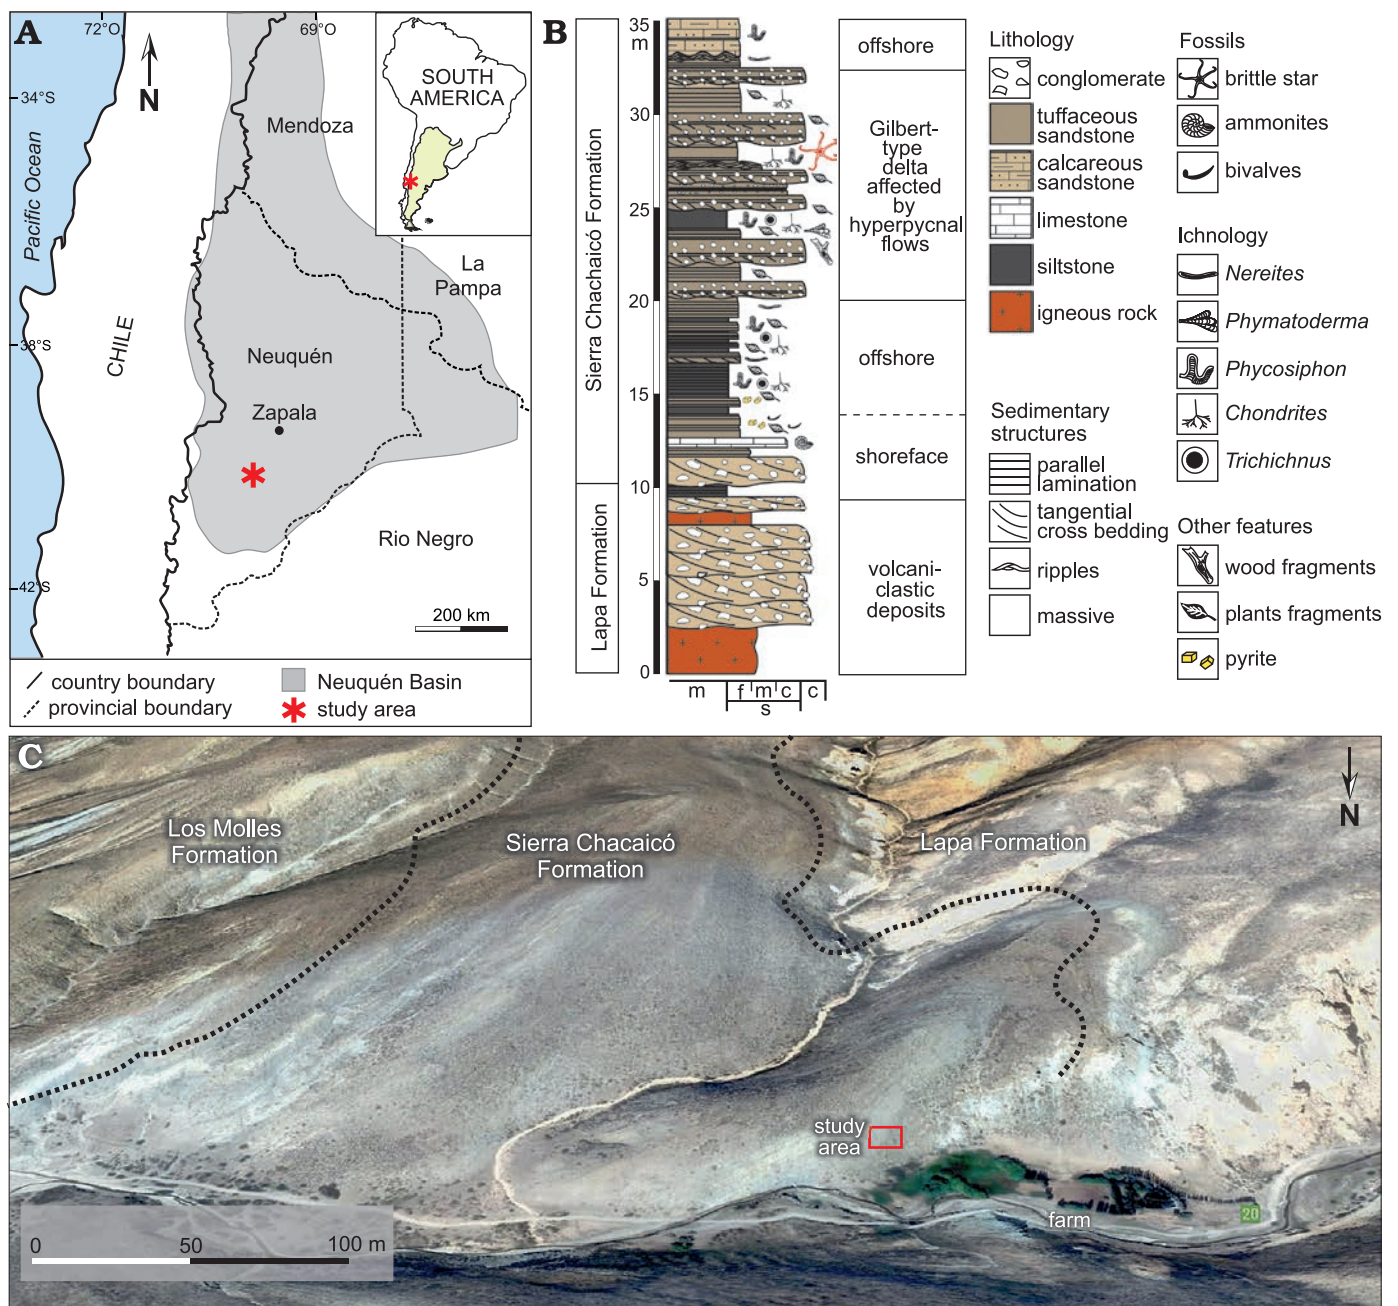 A
72°O
69°O
N
34°S
38°S
42°S
Pacific Ocean
CHILE
Mendoza
SOUTH
AMERICA
La
Pampa
Neuquén
Zapala
Rio Negro
200 km
country boundary
provincial boundary
Neuquén Basin
study area
B
Sierra Chachaicó Formation
Lapa Formation
35
m
30
25
20
15
10
5
0
m
f
m
c
c
s
offshore
Gilbert-
type
delta
affected
by
hyperpycnal
flows
offshore
shoreface
volcani-
clastic
deposits
Lithology
conglomerate
tuffaceous
sandstone
calcareous
sandstone
limestone
siltstone
igneous rock
Sedimentary
structures
parallel
lamination
tangential
cross bedding
ripples
massive
Fossils
brittle star
ammonites
bivalves
Ichnology
Nereites
Phymatoderma
Phycosiphon
Chondrites
Trichichnus
Other features
wood fragments
plants fragments
pyrite
C
Los Molles
Formation
Sierra Chacaicó
Formation
Lapa Formation
N
study
area
farm
20
0
50
100 m